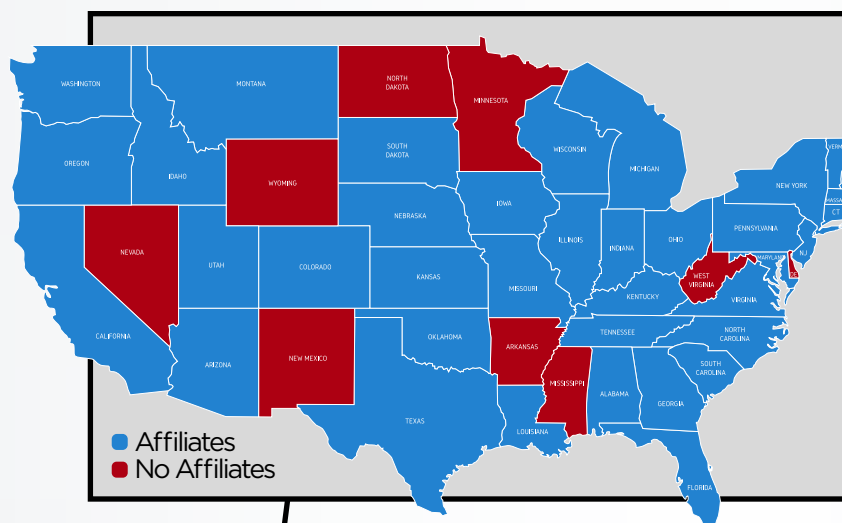 WASHINGTON
MONTANA
NORTH
DAKOTA
MINNESOTA
OREGON
IDAHO
WYOMING
SOUTH
DAKOTA
WISCONSIN
MICHIGAN
NEW YORK
CT
NEVADA
UTAH
COLORADO
NEBRASKA
IOWA
ILLINOIS
INDIANA
OHIO
PENNSYLVANIA
NJ
MARYLAND
WEST
VIRGINIA
VIRGINIA
KANSAS
MISSOURI
KENTUCKY
CALIFORNIA
ARIZONA
NEW MEXICO
OKLAHOMA
ARKANSAS
TENNESSEE
NORTH
CAROLINA
SOUTH
CAROLINA
MISSISSIPPI
ALABAMA
GEORGIA
TEXAS
LOUISIANA
FLORIDA
Affiliates
No Affiliates